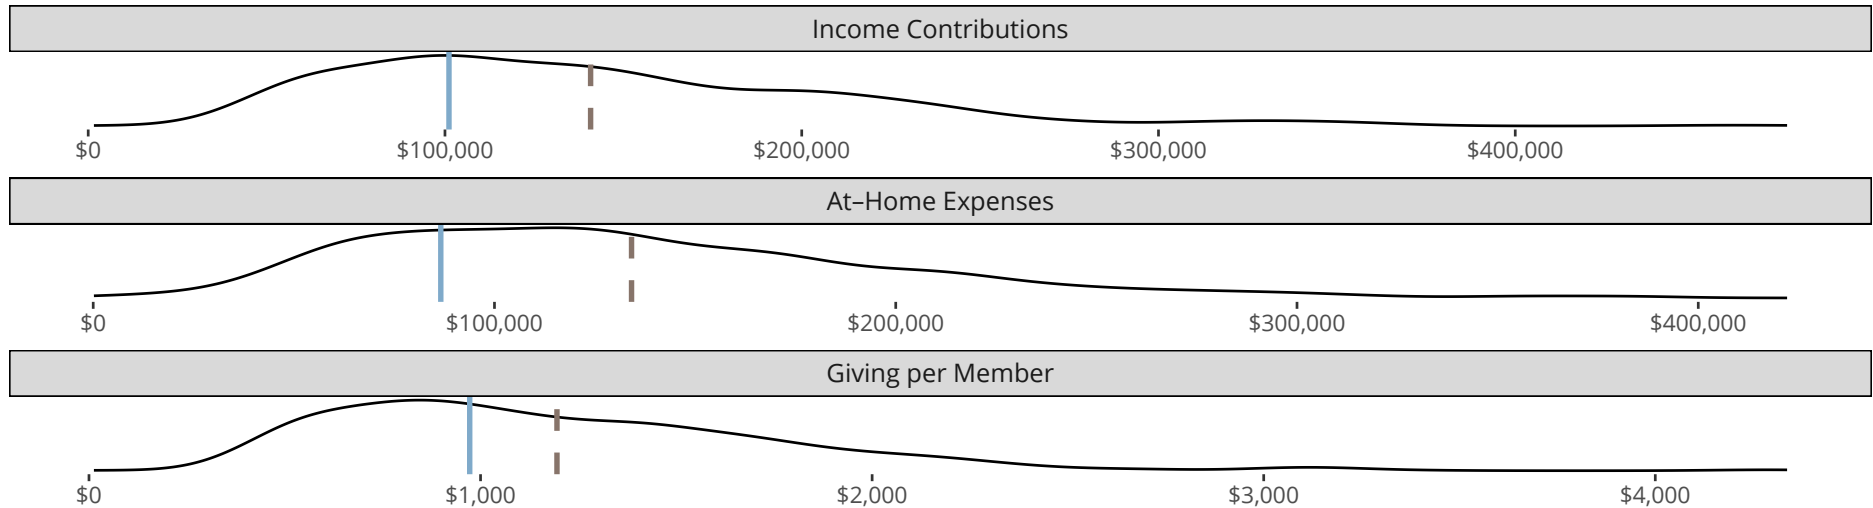 Income Contributions
$0 $100,000 $200,000 $300,000 $400,000
At–Home Expenses
$0 $100,000 $200,000 $300,000 $400,000
Giving per Member
$0 $1,000 $2,000 $3,000 $4,000